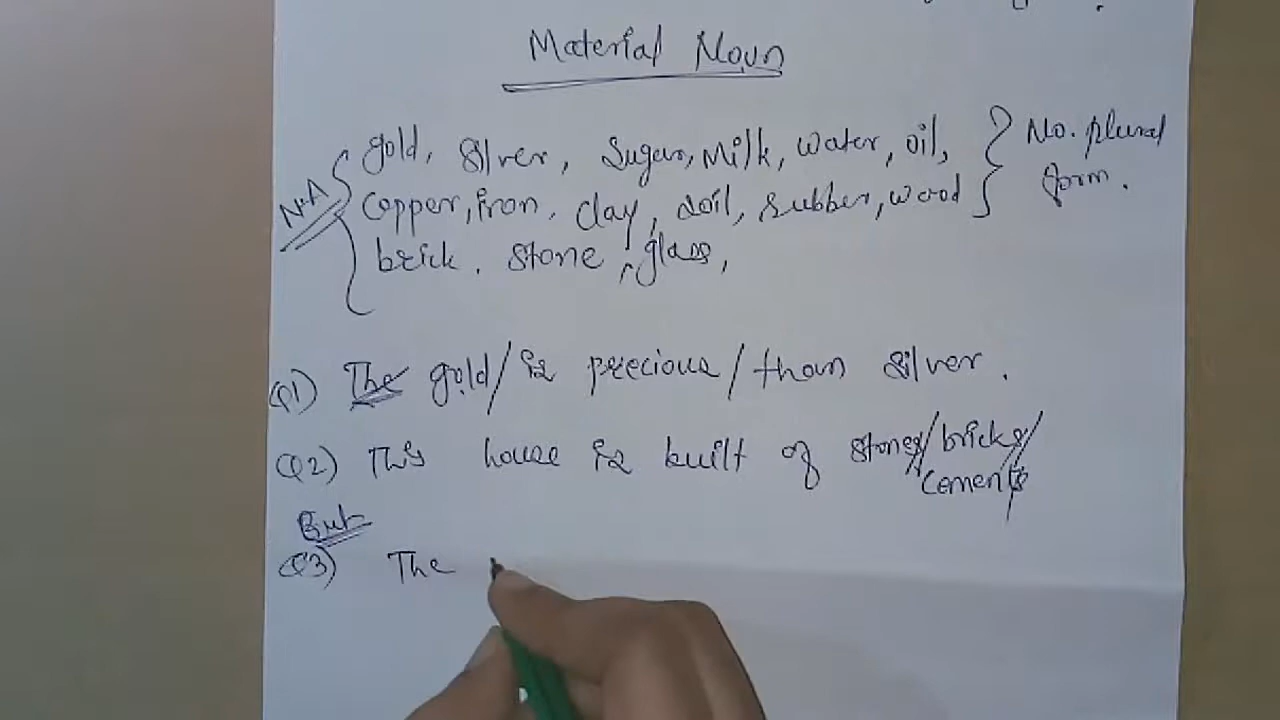 Material Noun
gold, Silver, Sugar, Milk, water, oil, } No. plural
N.A { Copper, iron, clay, soil, rubber, wood } form.
brick, stone, glass,
Q1) The gold / is precious / than silver.
Q2) This house is built of stones/bricks/
cements
But
Q3) The